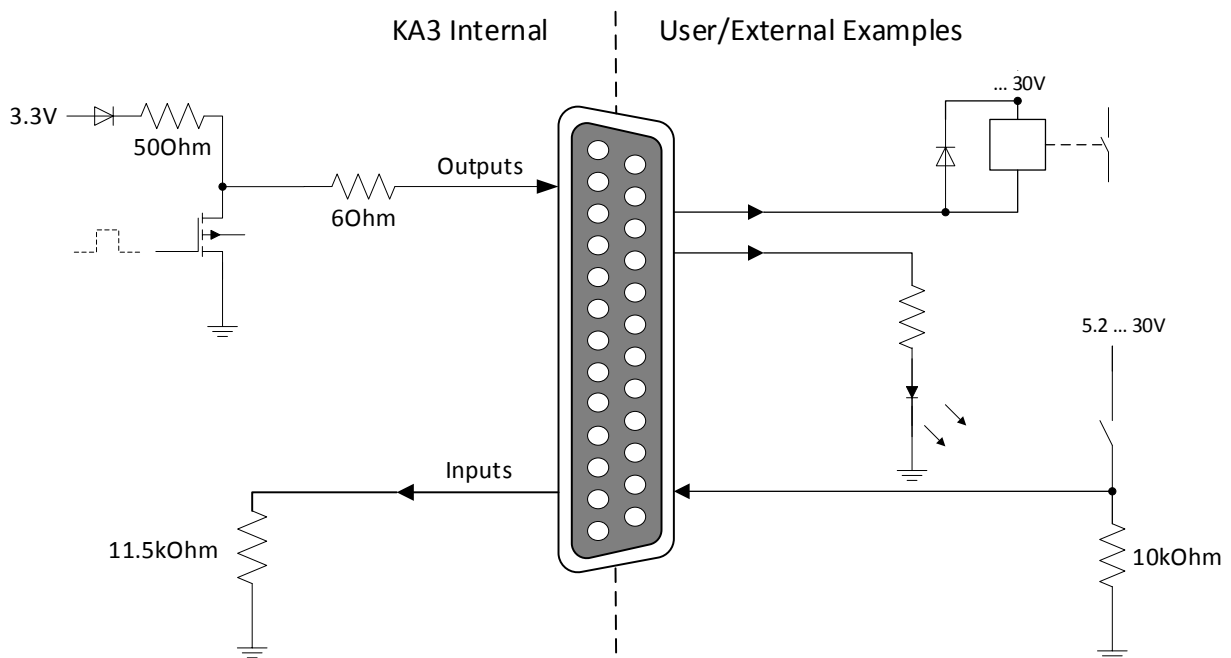 KA3 Internal
User/External Examples
3.3V
50Ohm
Outputs
6Ohm
... 30V
5.2 ... 30V
Inputs
11.5kOhm
10kOhm